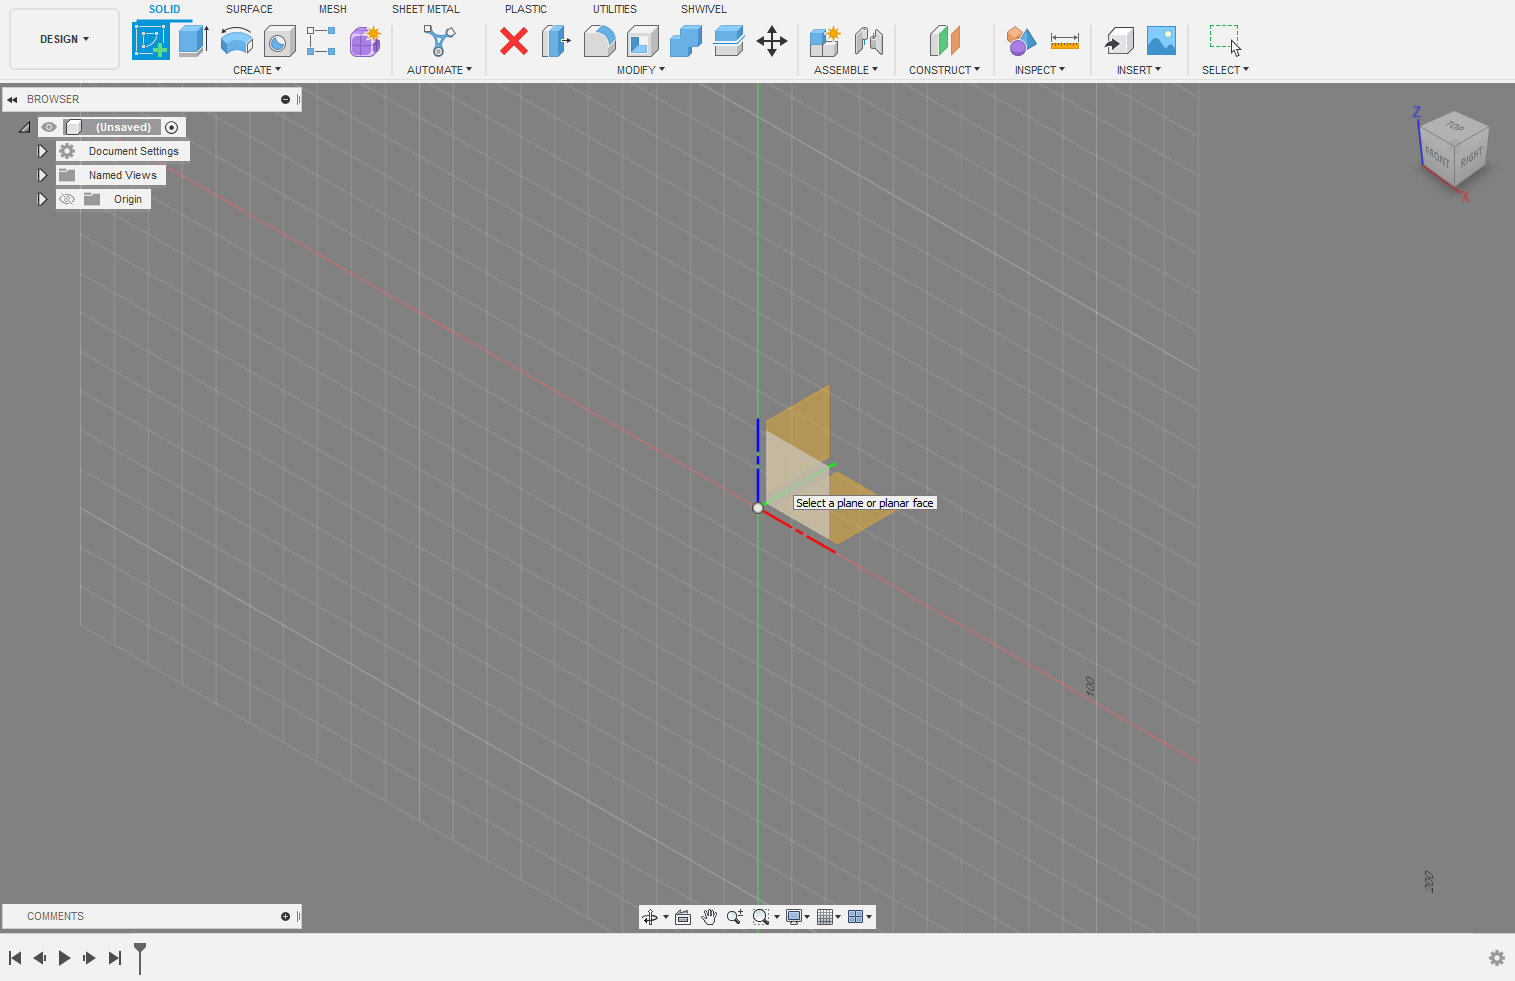 SOLID SURFACE MESH SHEET METAL PLASTIC UTILITIES SHWIVEL
DESIGN
CREATE AUTOMATE MODIFY ASSEMBLE CONSTRUCT INSPECT INSERT SELECT
BROWSER
(Unsaved)
Document Settings
Named Views
Origin
Z
TOP
FRONT
RIGHT
X
Select a plane or planar face
100
200
COMMENTS